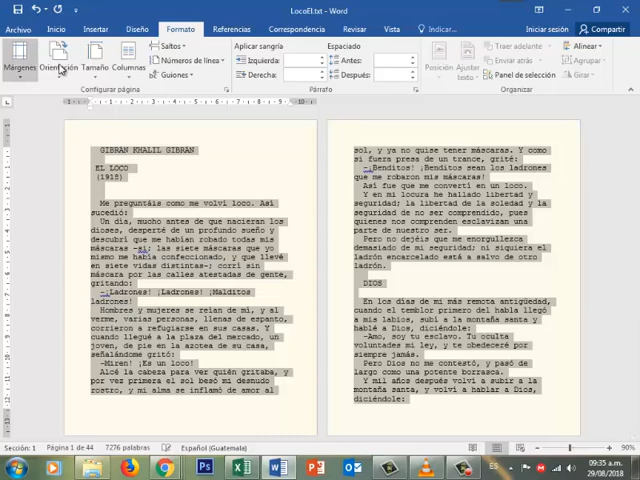 LocoEl.txt - Word
Archivo Inicio Insertar Diseño Formato Referencias Correspondencia Revisar Vista Indicar... Iniciar sesión Compartir
Márgenes Orientación Tamaño Columnas
Saltos
Números de línea
Guiones
Configurar página
Aplicar sangría Espaciado
Izquierda: Antes:
Derecha: Después:
Párrafo
Posición Ajustar
Traer adelante
Enviar atrás
Panel de selección
Alinear
Agrupar
Girar
Organizar
GIBRAN KHALIL GIBRAN
EL LOCO
(1918)
Me preguntáis como me volví loco. Así
sucedió:
Un día, mucho antes de que nacieran los
dioses, desperté de un profundo sueño y
descubrí que me habían robado todas mis
máscaras -sí; las siete máscaras que yo
mismo me había confeccionado, y que llevé
en siete vidas distintas-; corrí sin
máscara por las calles atestadas de gente,
gritando:
-¡Ladrones! ¡Ladrones! ¡Malditos
ladrones!
Hombres y mujeres se reían de mí, y al
verme, varias personas, llenas de espanto,
corrieron a refugiarse en sus casas. Y
cuando llegué a la plaza del mercado, un
joven, de pie en la azotea de su casa,
señalándome gritó:
-Miren! ¡Es un loco!
Alcé la cabeza para ver quién gritaba, y
por vez primera el sol besó mi desnudo
rostro, y mi alma se inflamó de amor al
sol, y ya no quise tener máscaras. Y como
si fuera presa de un trance, grité:
-¡Benditos! ¡Benditos sean los ladrones
que me robaron mis máscaras!
Así fue que me convertí en un loco.
Y en mi locura he hallado libertad y
seguridad; la libertad de la soledad y la
seguridad de no ser comprendido, pues
quienes nos comprenden esclavizan una
parte de nuestro ser.
Pero no dejéis que me enorgullezca
demasiado de mi seguridad; ni siquiera el
ladrón encarcelado está a salvo de otro
ladrón.
DIOS
En los días de mi más remota antigüedad,
cuando el temblor primero del habla llegó
a mis labios, subí a la montaña santa y
hablé a Dios, diciéndole:
-Amo, soy tu esclavo. Tu oculta
voluntades mi ley, y te obedeceré por
siempre jamás.
Pero Dios no me contestó, y pasó de
largo como una potente borrasca.
Y mil años después volví a subir a la
montaña santa, y volví a hablar a Dios,
diciéndole:
Sección: 1 Página 1 de 44 7276 palabras Español (Guatemala) 90%
ES 09:35 a.m.
29/08/2018